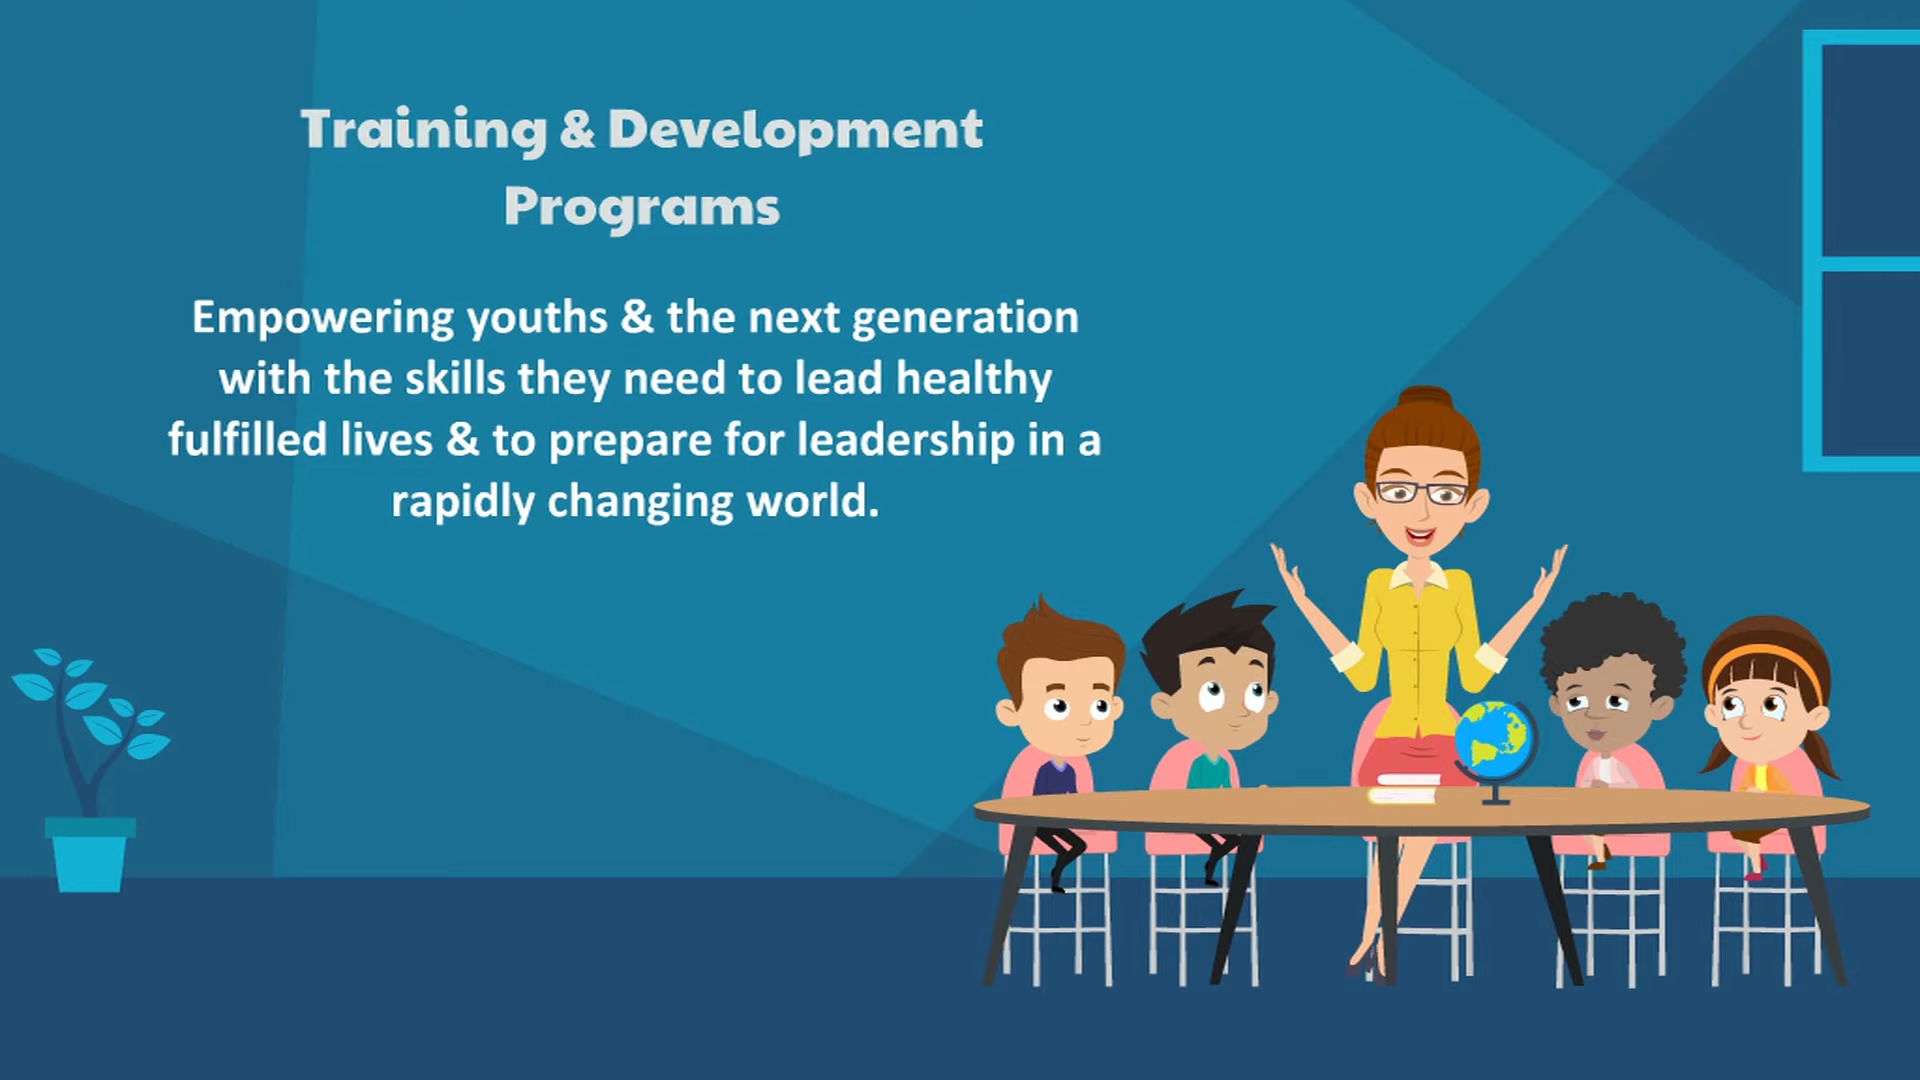 Training & Development
Programs
Empowering youths & the next generation
with the skills they need to lead healthy
fulfilled lives & to prepare for leadership in a
rapidly changing world.